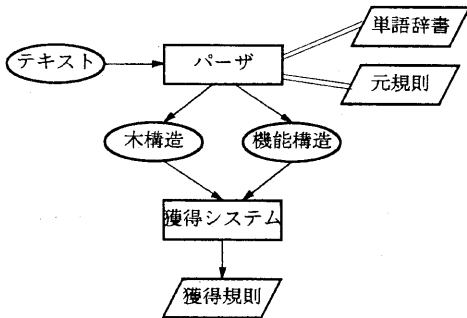 単語辞書
テキスト
パーザ
元規則
木構造
機能構造
獲得システム
獲得規則